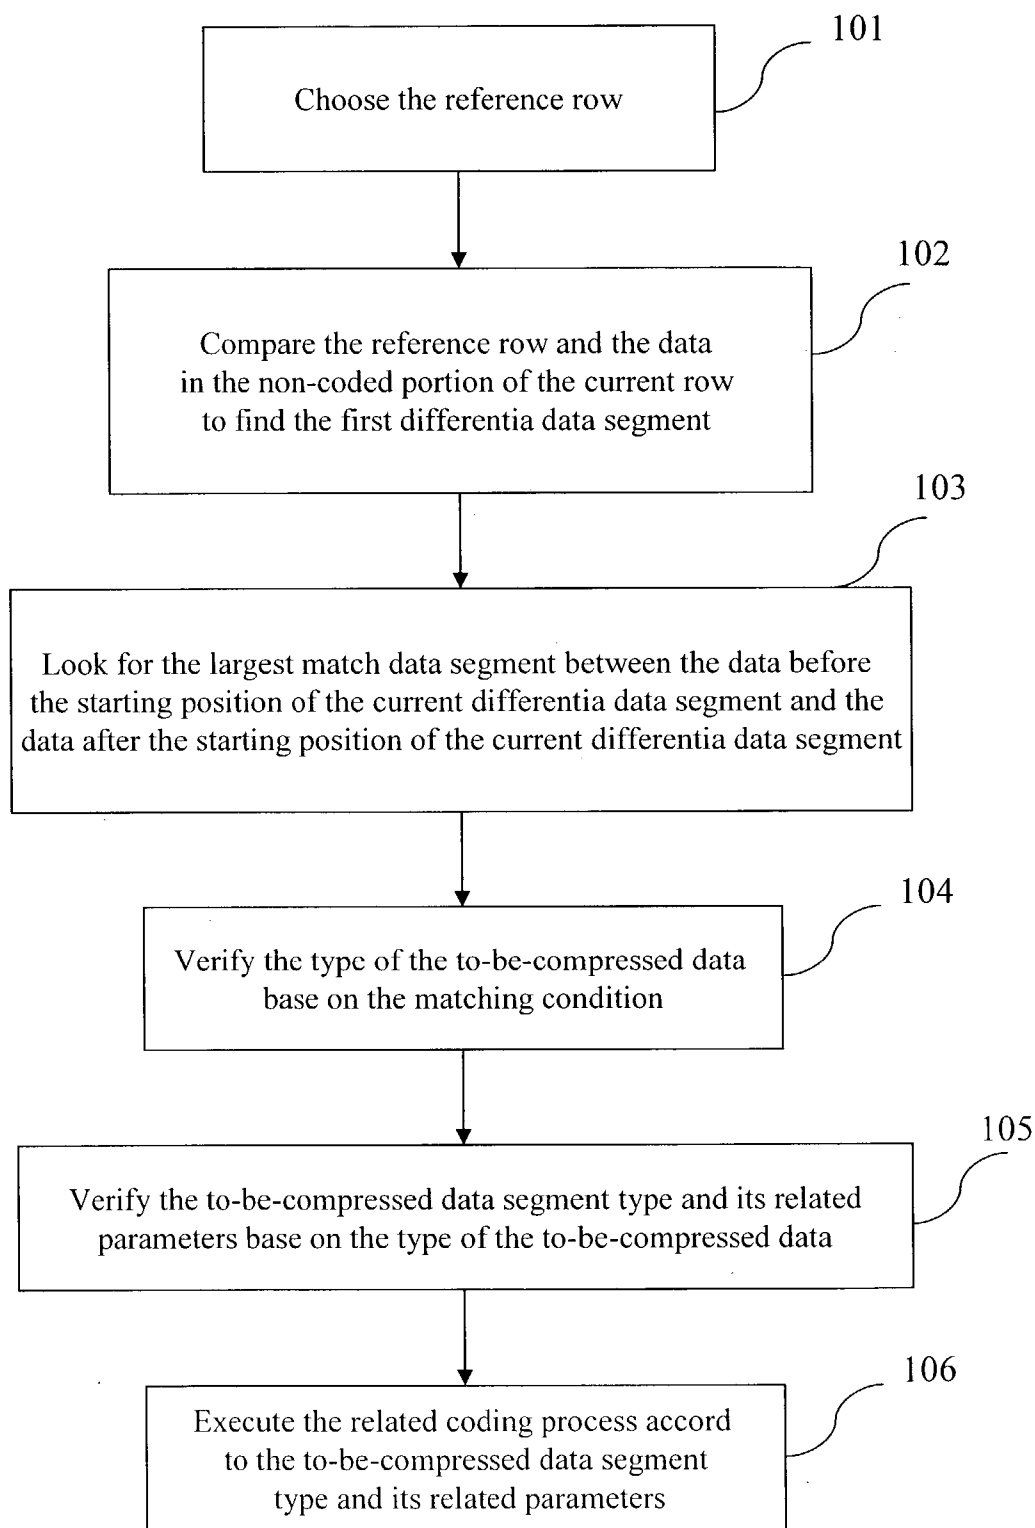 101
Choose the reference row
102
Compare the reference row and the data
in the non-coded portion of the current row
to find the first differentia data segment
103
Look for the largest match data segment between the data before
the starting position of the current differentia data segment and the
data after the starting position of the current differentia data segment
104
Verify the type of the to-be-compressed data
base on the matching condition
105
Verify the to-be-compressed data segment type and its related
parameters base on the type of the to-be-compressed data
106
Execute the related coding process accord
to the to-be-compressed data segment
type and its related parameters